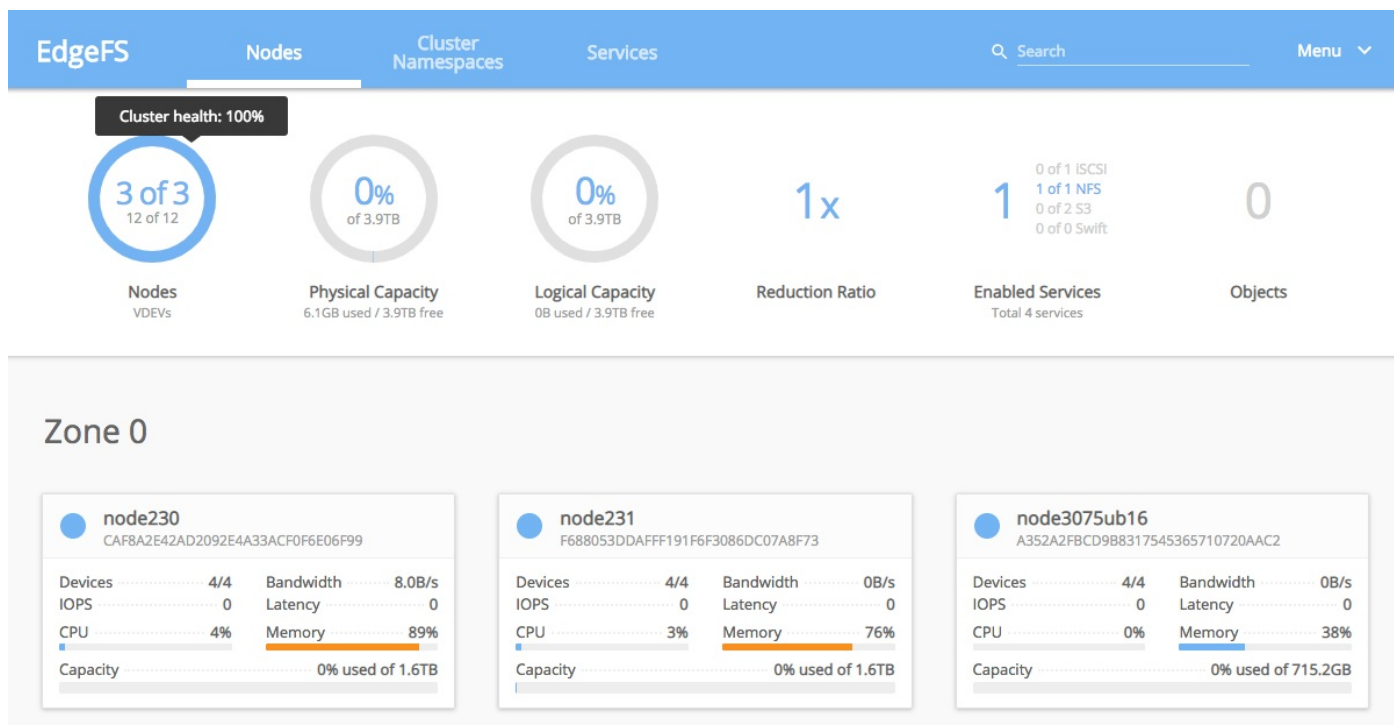 EdgeFS
Nodes
Cluster
Namespaces
Services
Search
Menu
Cluster health: 100%
3 of 3
12 of 12
Nodes
VDEVs
0%
of 3.9TB
Physical Capacity
6.1GB used / 3.9TB free
0%
of 3.9TB
Logical Capacity
0B used / 3.9TB free
1x
Reduction Ratio
1
0 of 1 iSCSI
1 of 1 NFS
0 of 2 S3
0 of 0 Swift
Enabled Services
Total 4 services
0
Objects
Zone 0
node230
CAF8A2E42AD2092E4A33ACF0F6E06F99
Devices 4/4 Bandwidth 8.0B/s
IOPS 0 Latency 0
CPU 4% Memory 89%
Capacity 0% used of 1.6TB
node231
F688053DDAFFF191F6F3086DC07A8F73
Devices 4/4 Bandwidth 0B/s
IOPS 0 Latency 0
CPU 3% Memory 76%
Capacity 0% used of 1.6TB
node3075ub16
A352A2FBCD9B8317545365710720AAC2
Devices 4/4 Bandwidth 0B/s
IOPS 0 Latency 0
CPU 0% Memory 38%
Capacity 0% used of 715.2GB